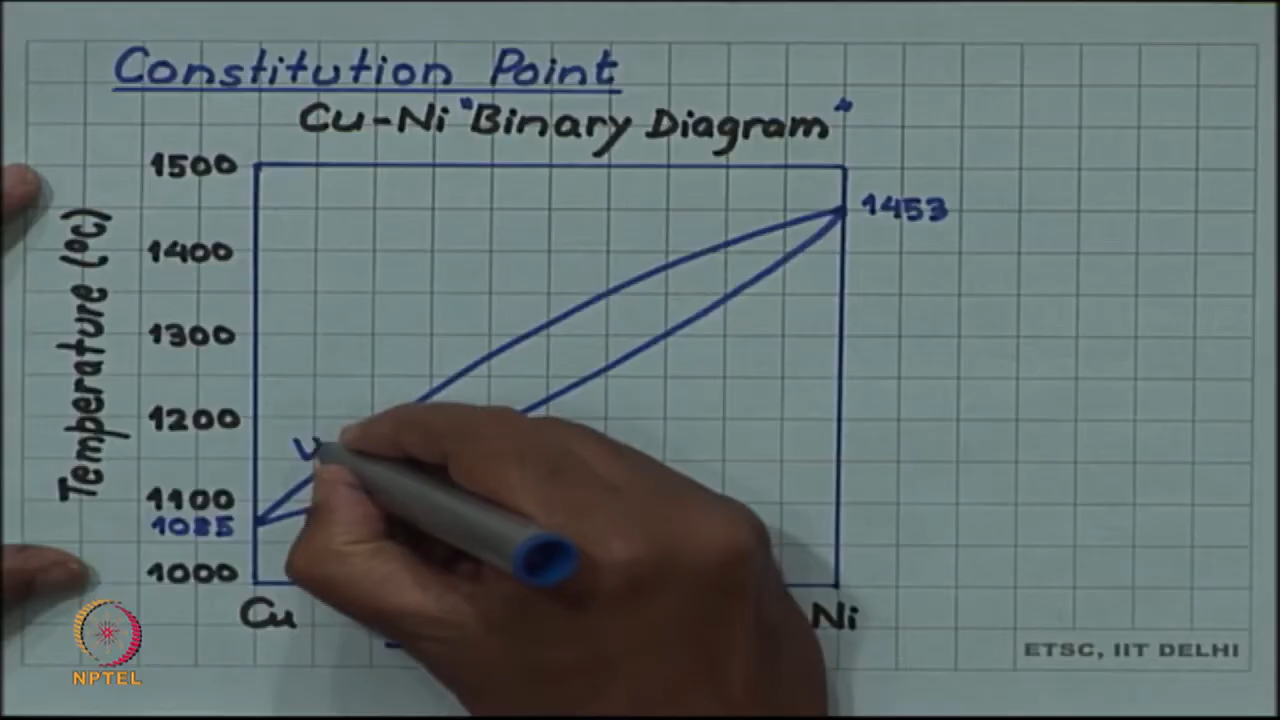 Constitution Point
Cu-Ni "Binary Diagram"
1500
1453
1400
1300
1200
1100
1085
1000
Temperature (°C)
Cu
Ni
ETSC, IIT DELHI
NPTEL